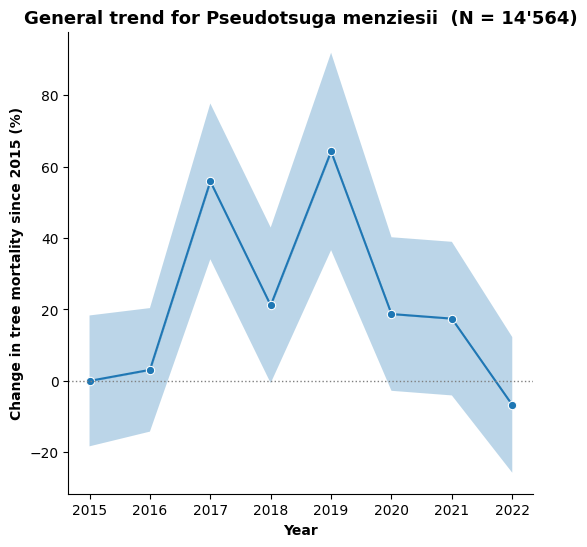 General trend for Pseudotsuga menziesii  (N = 14'564)
Change in tree mortality since 2015 (%)
80
60
40
20
0
−20
2015 2016 2017 2018 2019 2020 2021 2022
Year